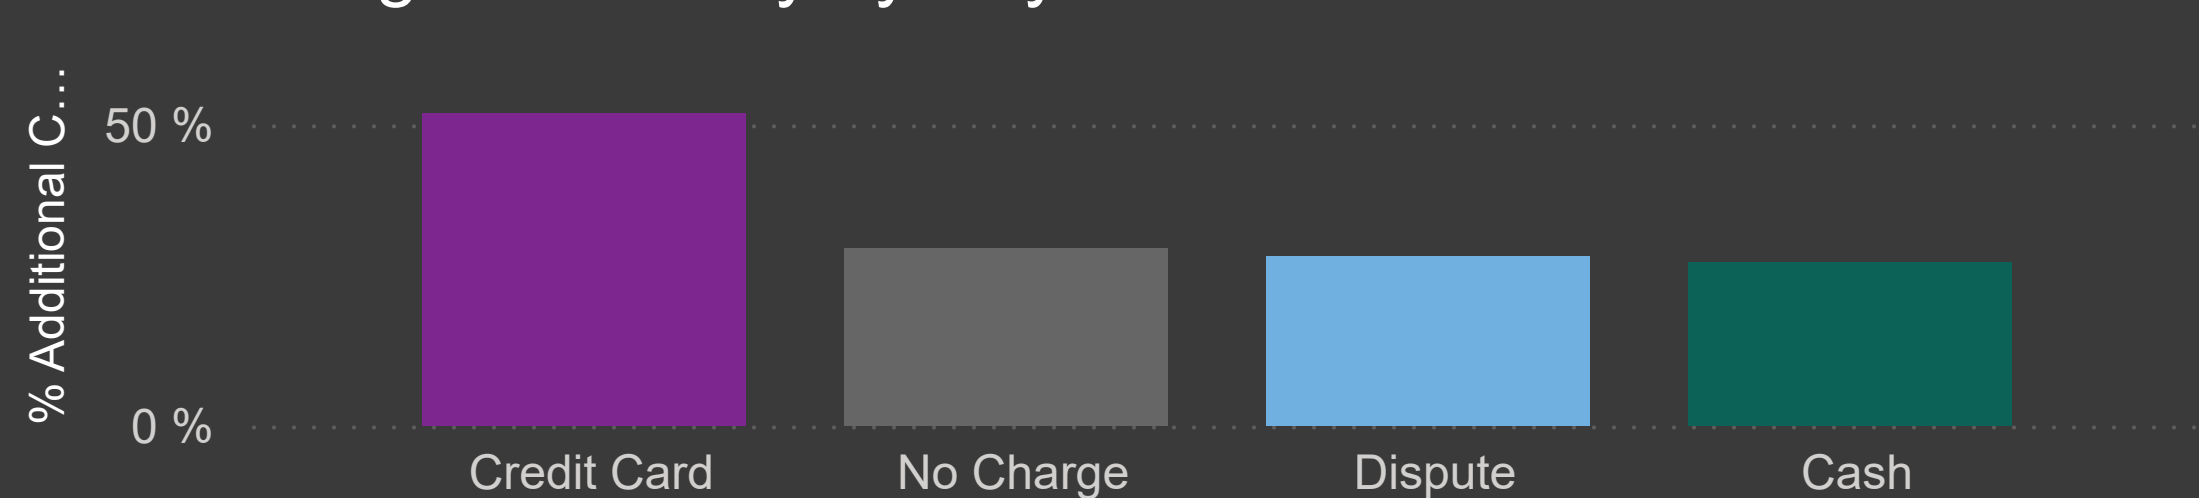 % Additional C...
50 %
0 %
Credit Card
No Charge
Dispute
Cash